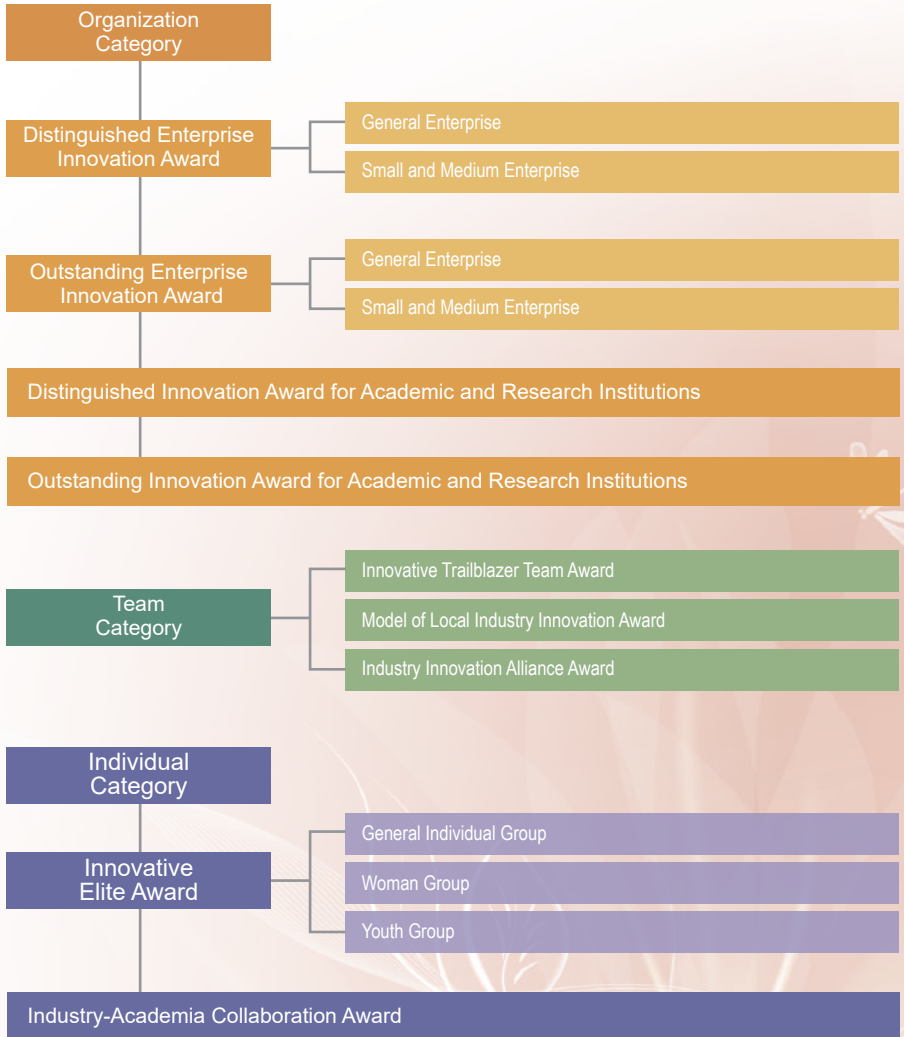 Organization
Category
Distinguished Enterprise
Innovation Award
General Enterprise
Small and Medium Enterprise
Outstanding Enterprise
Innovation Award
General Enterprise
Small and Medium Enterprise
Distinguished Innovation Award for Academic and Research Institutions
Outstanding Innovation Award for Academic and Research Institutions
Team
Category
Innovative Trailblazer Team Award
Model of Local Industry Innovation Award
Industry Innovation Alliance Award
Individual
Category
Innovative
Elite Award
General Individual Group
Woman Group
Youth Group
Industry-Academia Collaboration Award